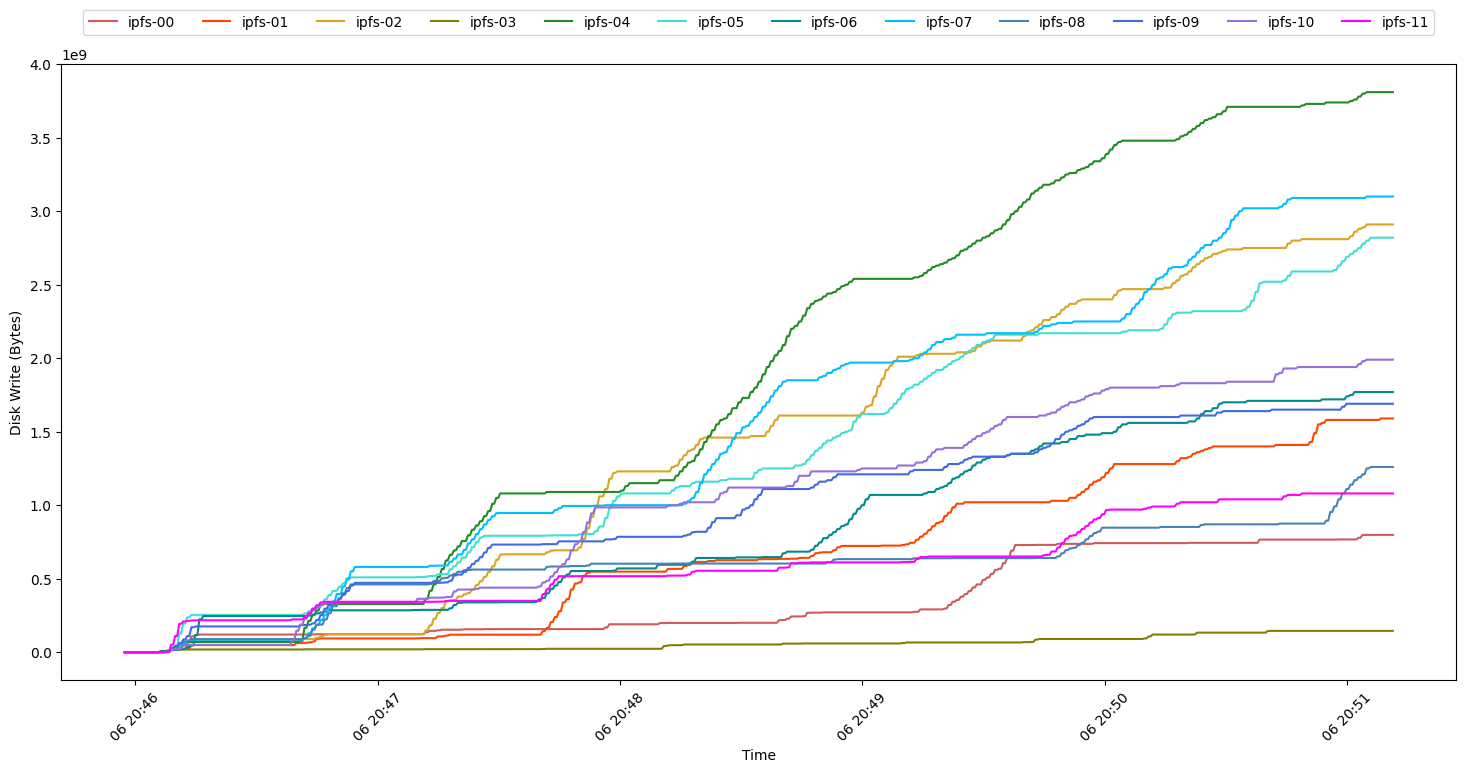 ipfs-00 ipfs-01 ipfs-02 ipfs-03 ipfs-04 ipfs-05 ipfs-06 ipfs-07 ipfs-08 ipfs-09 ipfs-10 ipfs-11
1e9
4.0
3.5
3.0
2.5
2.0
1.5
1.0
0.5
0.0
Disk Write (Bytes)
06 20:46 06 20:47 06 20:48 06 20:49 06 20:50 06 20:51
Time